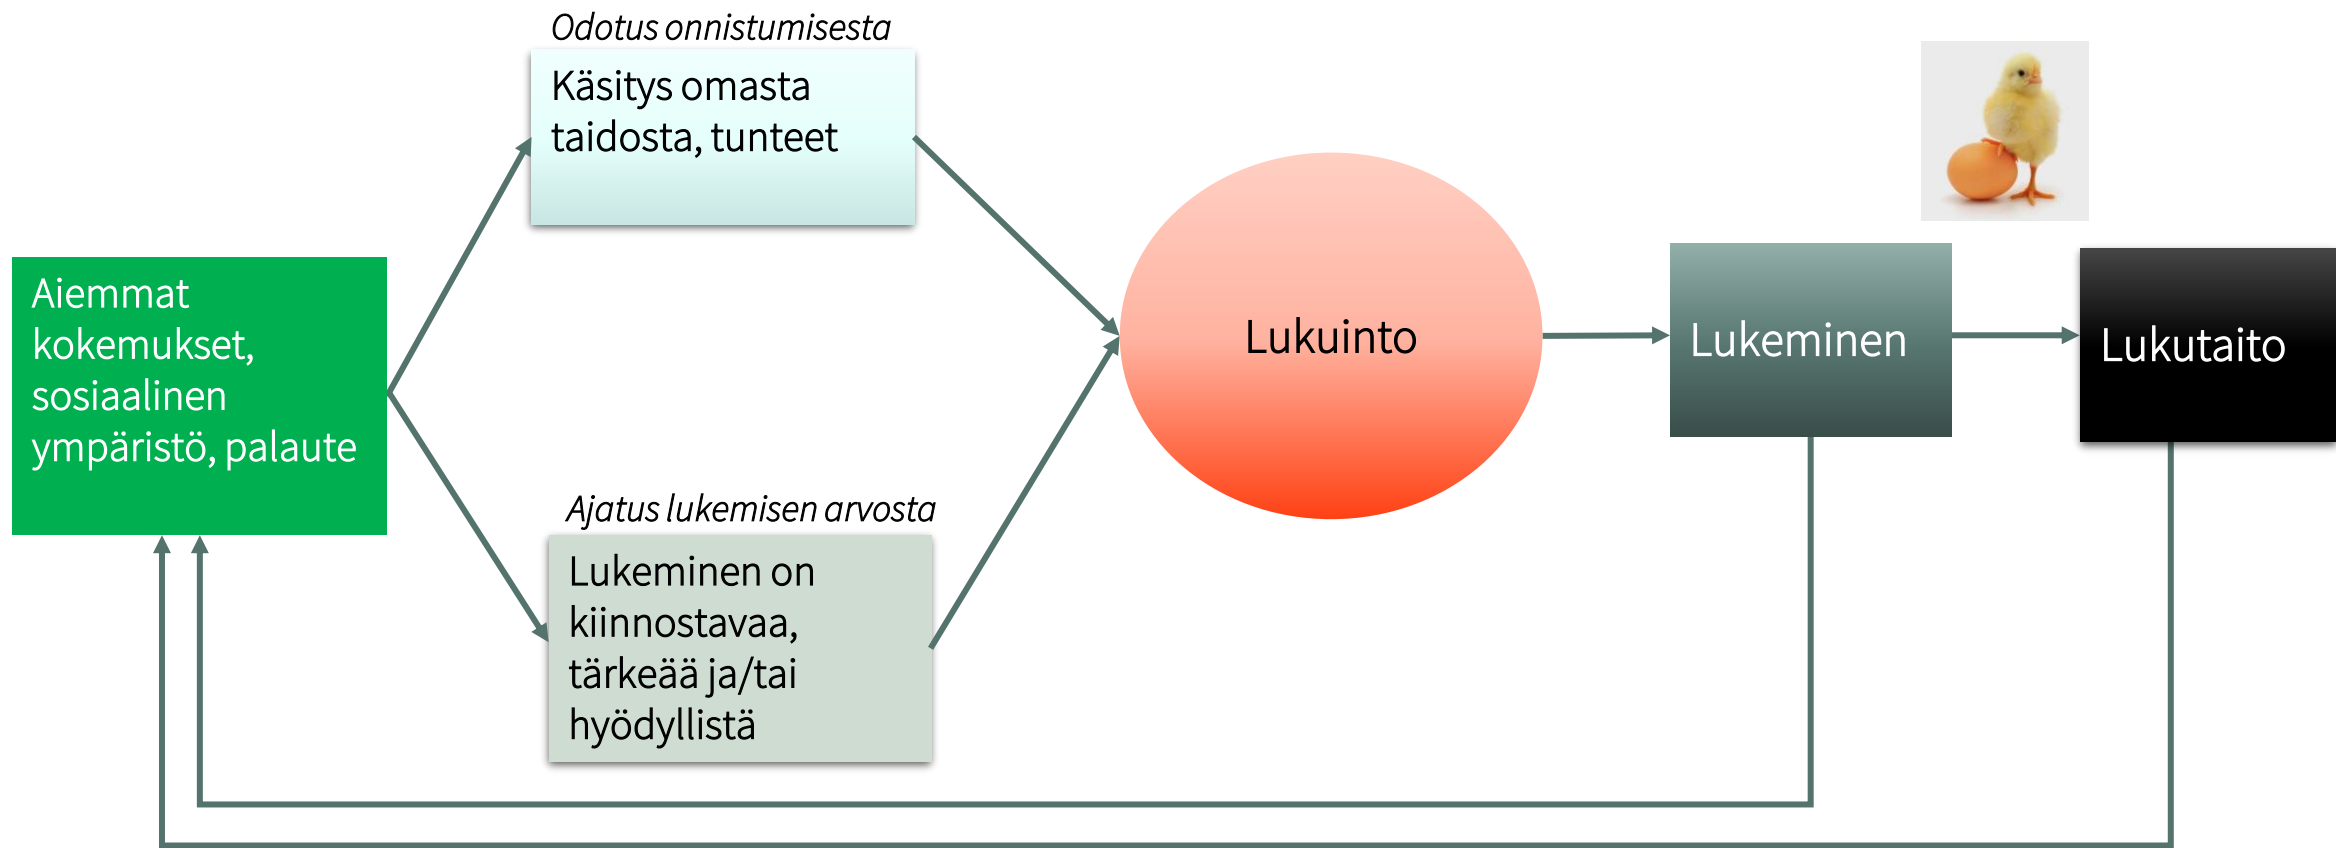 Odotus onnistumisesta
Käsitys omasta
taidosta, tunteet
Aiemmat
kokemukset,
sosiaalinen
ympäristö, palaute
Ajatus lukemisen arvosta
Lukeminen on
kiinnostavaa,
tärkeää ja/tai
hyödyllistä
Lukuinto
Lukeminen
Lukutaito